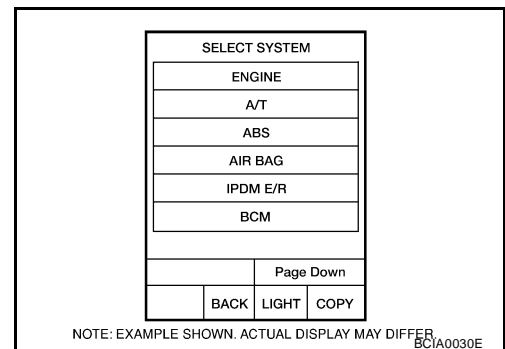 SELECT SYSTEM
ENGINE
A/T
ABS
AIR BAG
IPDM E/R
BCM
Page Down
BACK LIGHT COPY
NOTE: EXAMPLE SHOWN. ACTUAL DISPLAY MAY DIFFER.
BCIA0030E